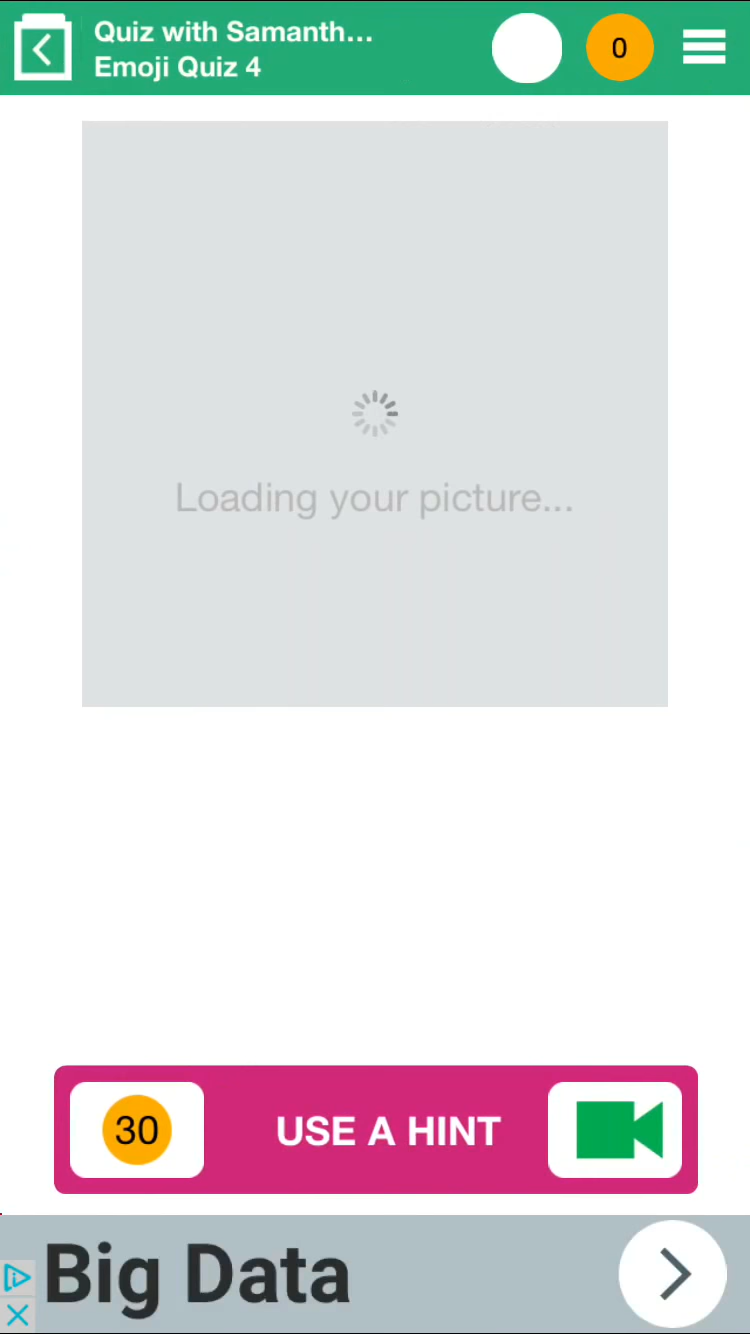 Quiz with Samanth...
Emoji Quiz 4
0
Loading your picture...
30
USE A HINT
Big Data